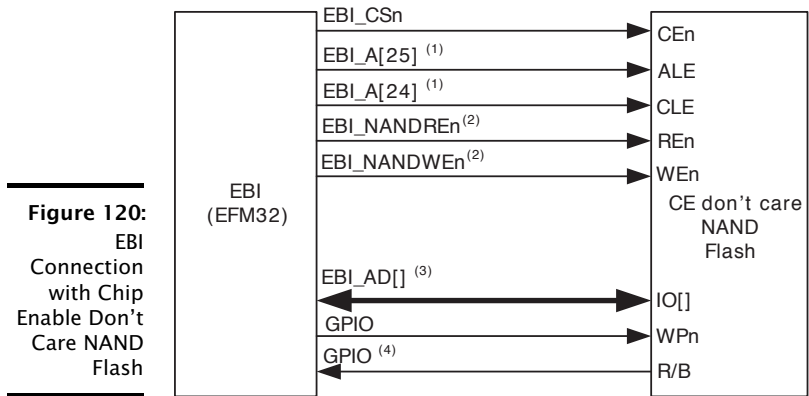 EBI_CSn
CEn
EBI_A[25] (1)
ALE
EBI_A[24] (1)
CLE
EBI_NANDREn(2)
REn
EBI_NANDWEn(2)
WEn
EBI
(EFM32)
CE don't care
NAND
Flash
EBI_AD[] (3)
IO[]
GPIO
WPn
GPIO (4)
R/B
Figure 120:
EBI
Connection
with Chip
Enable Don't
Care NAND
Flash